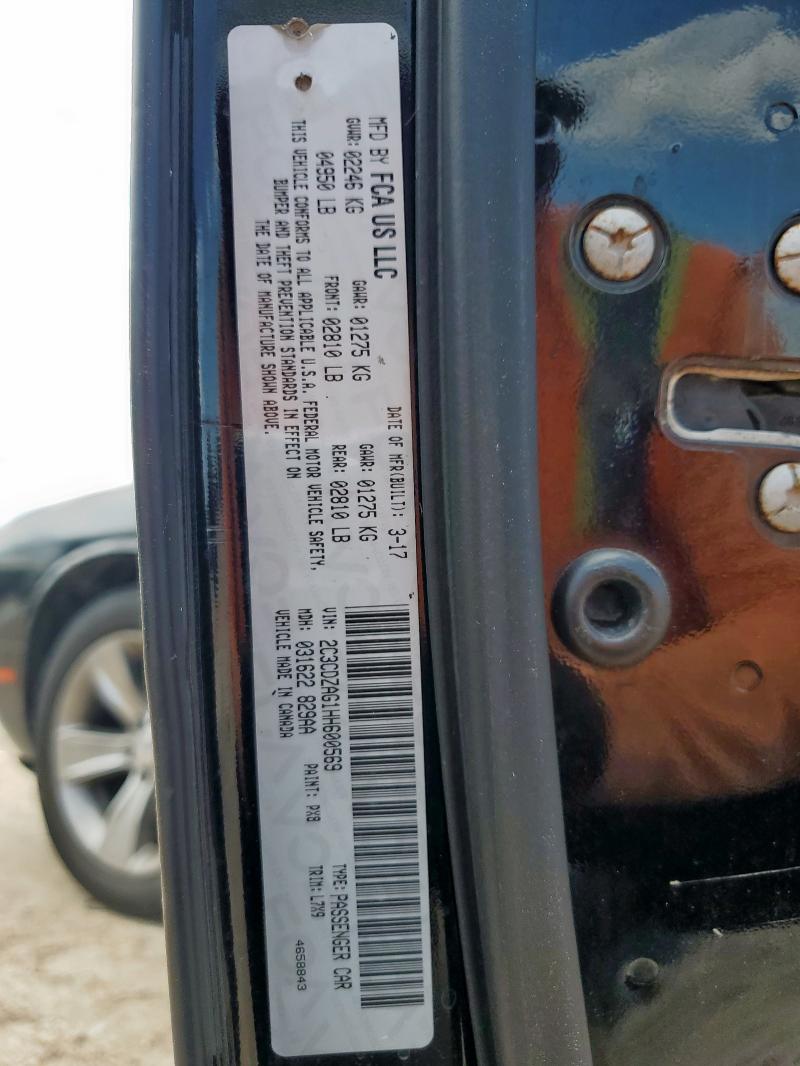 MFD BY FCA US LLC
DATE OF MFR(BUILT): 3-17
GVWR: 02246 KG
GAWR: 01275 KG
GAWR: 01275 KG
04950 LB
FRONT: 02810 LB
REAR: 02810 LB
THIS VEHICLE CONFORMS TO ALL APPLICABLE U.S.A. FEDERAL MOTOR VEHICLE SAFETY,
BUMPER AND THEFT PREVENTION STANDARDS IN EFFECT ON
THE DATE OF MANUFACTURE SHOWN ABOVE.
VIN: 2C3CDZAG1HH600569
TYPE: PASSENGER CAR
MDH: 031622 829AA
PAINT: PX8
TRIM: L7X9
VEHICLE MADE IN CANADA
4658843